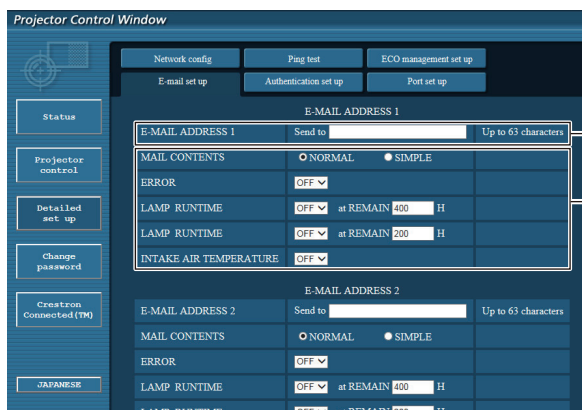 Projector Control Window
Network config Ping test ECO management set up
E-mail set up Authentication set up Port set up
Status
Projector control
Detailed set up
Change password
Crestron Connected(TM)
JAPANESE
E-MAIL ADDRESS 1
E-MAIL ADDRESS 1 Send to Up to 63 characters
MAIL CONTENTS NORMAL SIMPLE
ERROR OFF
LAMP RUNTIME OFF at REMAIN 400 H
LAMP RUNTIME OFF at REMAIN 200 H
INTAKE AIR TEMPERATURE OFF
E-MAIL ADDRESS 2
E-MAIL ADDRESS 2 Send to Up to 63 characters
MAIL CONTENTS NORMAL SIMPLE
ERROR OFF
LAMP RUNTIME OFF at REMAIN 400 H